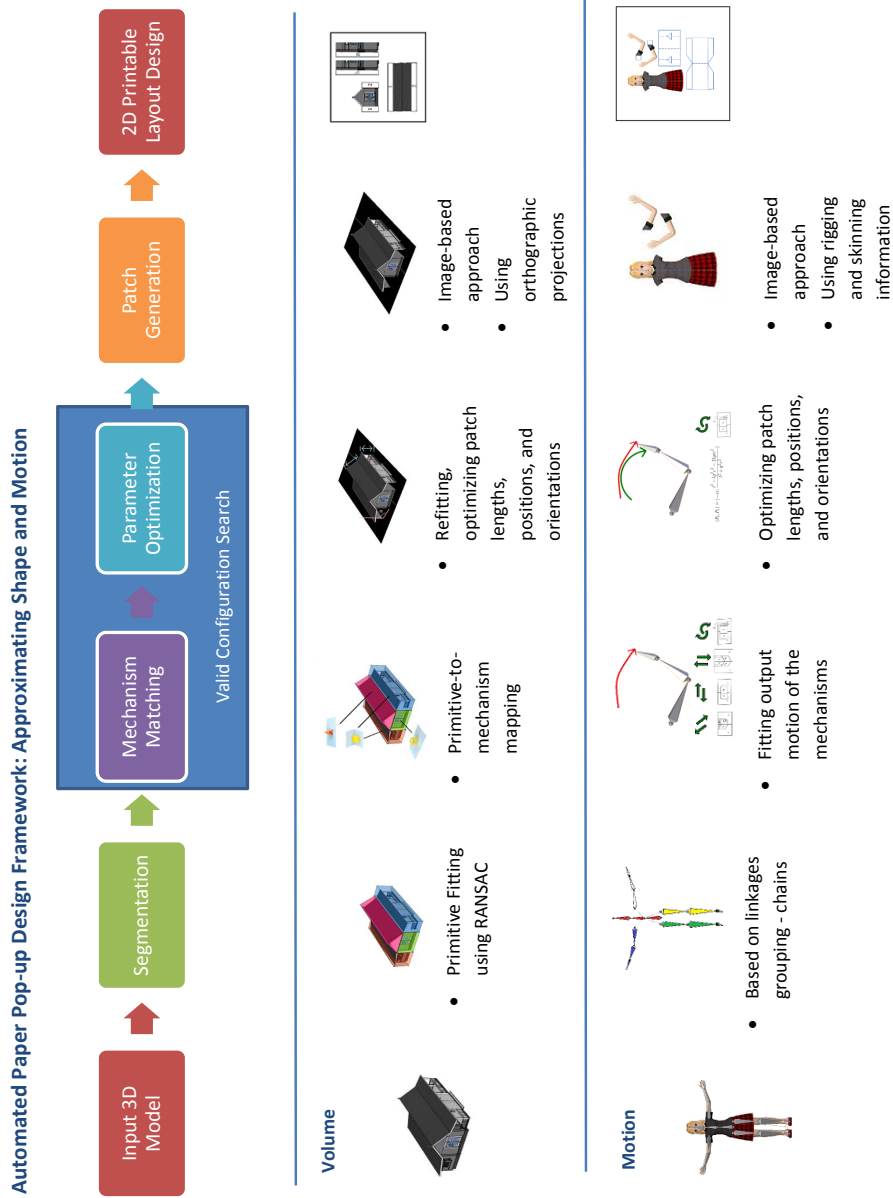 Automated Paper Pop-up Design Framework: Approximating Shape and Motion
Input 3D
Model
Segmentation
Mechanism
Matching
Parameter
Optimization
Valid Configuration Search
Patch
Generation
2D Printable
Layout Design
Volume
• Primitive Fitting
using RANSAC
• Primitive-to-
mechanism
mapping
• Refitting,
optimizing patch
lengths,
positions, and
orientations
• Image-based
approach
• Using
orthographic
projections
Motion
• Based on linkages
grouping - chains
• Fitting output
motion of the
mechanisms
• Optimizing patch
lengths, positions,
and orientations
• Image-based
approach
• Using rigging
and skinning
information